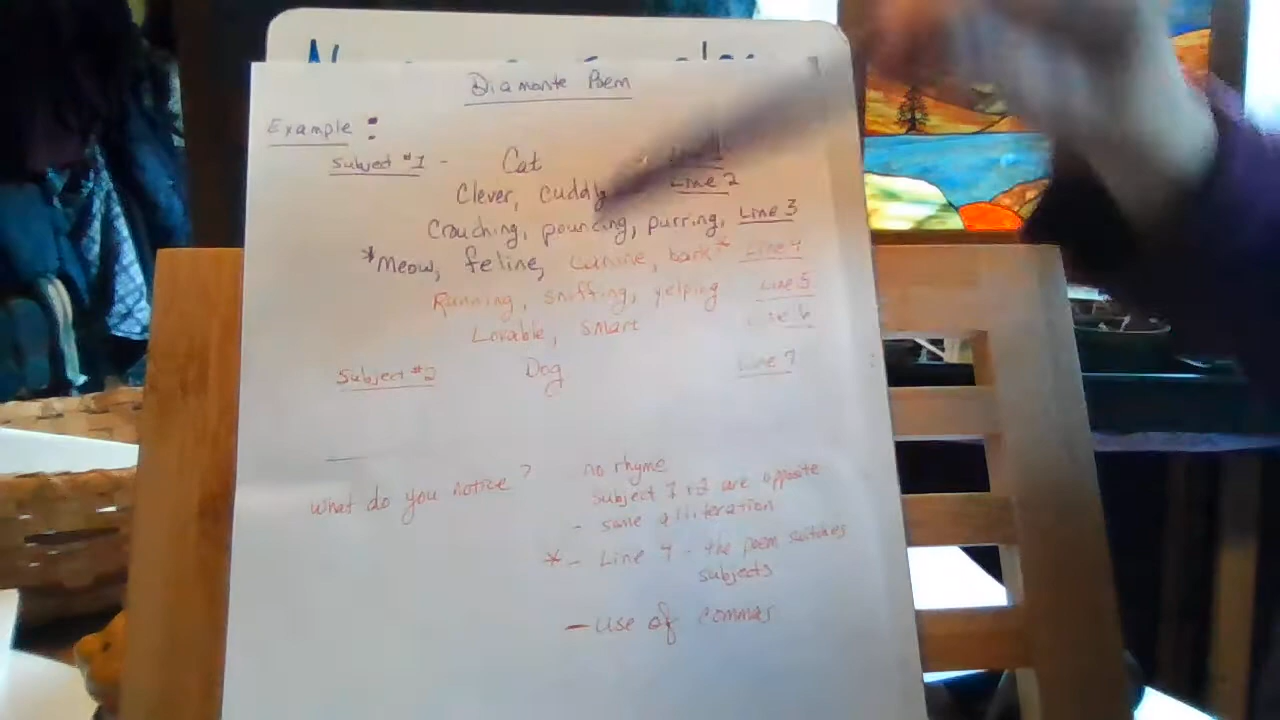 Diamante Poem
Example :
Subject #1 - Cat
Clever, cuddly Line 2
Crouching, pouncing, purring, Line 3
*Meow, feline, canine, bark* Line 4
Running, sniffing, yelping Line 5
Lovable, smart Line 6
Subject #2 Dog Line 7
What do you notice? no rhyme
subject 1 + 2 are opposite
- some alliteration
* - Line 4 - the poem switches
subjects
- use of commas